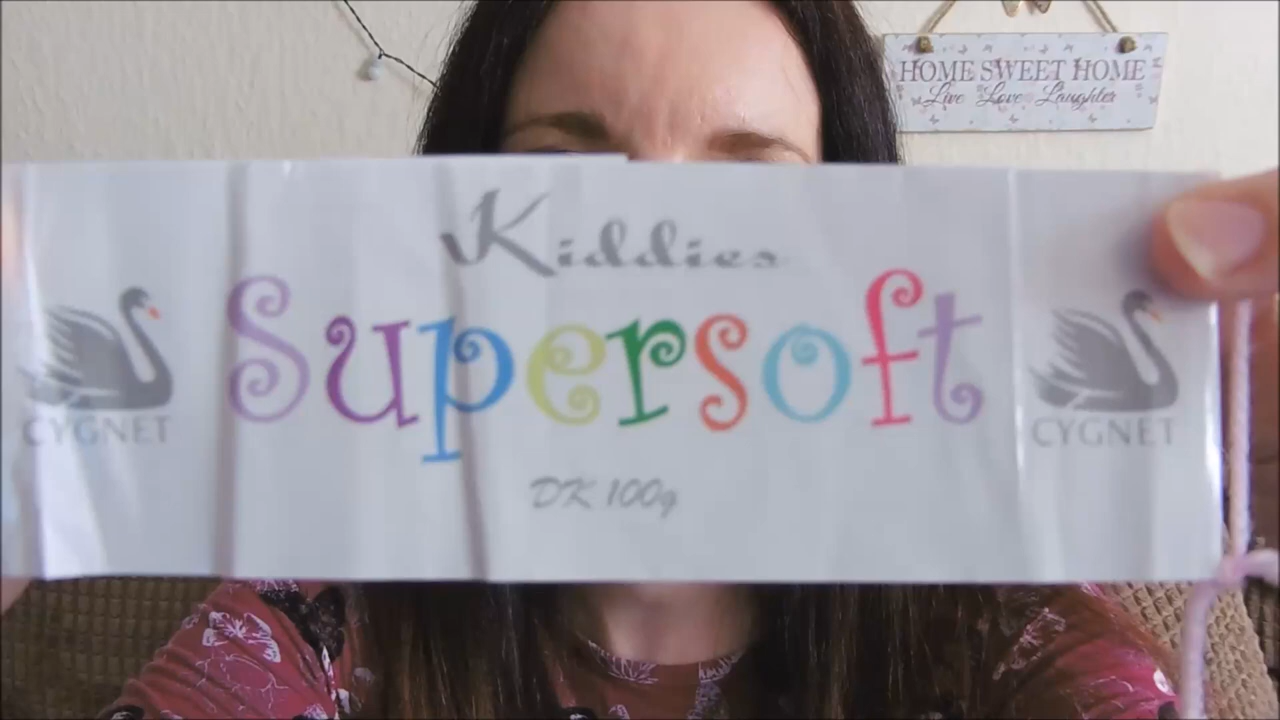 HOME SWEET HOME
Live Love Laughter
Kiddies
Supersoft
CYGNET
CYGNET
DK 100g